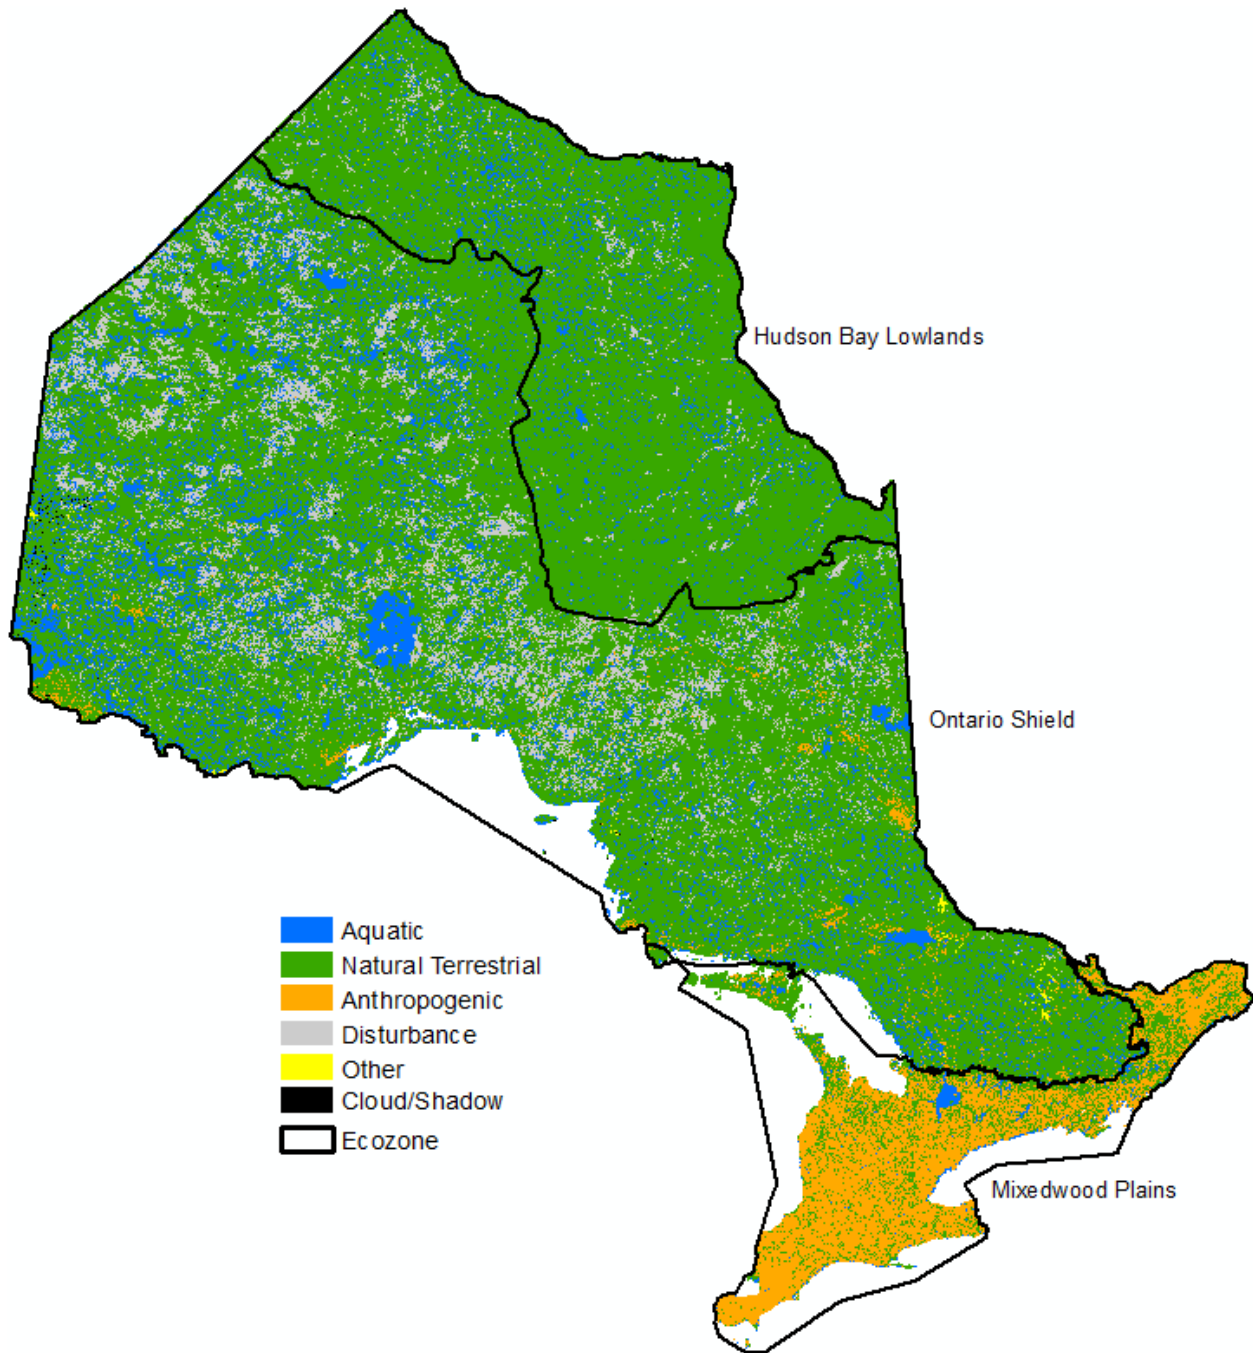 Hudson Bay Lowlands
Ontario Shield
Aquatic
Natural Terrestrial
Anthropogenic
Disturbance
Other
Cloud/Shadow
Ecozone
Mixedwood Plains